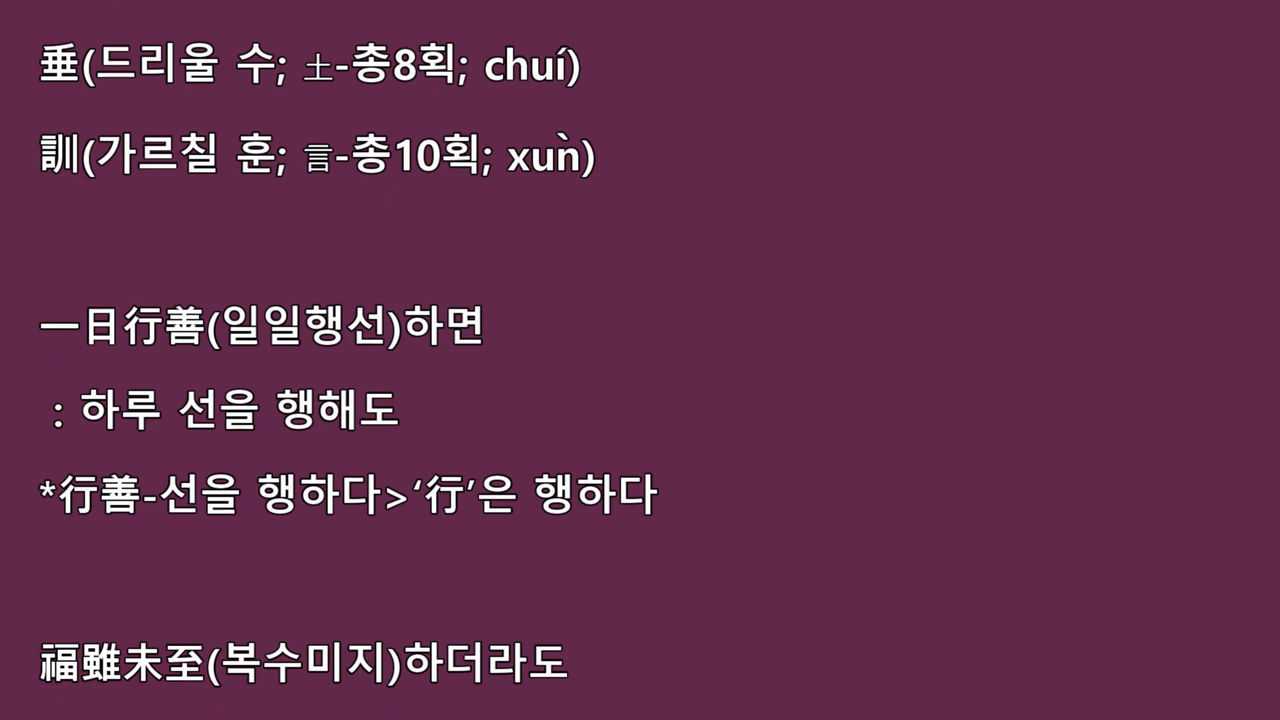 垂(드리울 수; 土-총8획; chuí)
訓(가르칠 훈; 言-총10획; xuǹ)
一日行善(일일행선)하면
: 하루 선을 행해도
*行善-선을 행하다>‘行’은 행하다
福雖未至(복수미지)하더라도